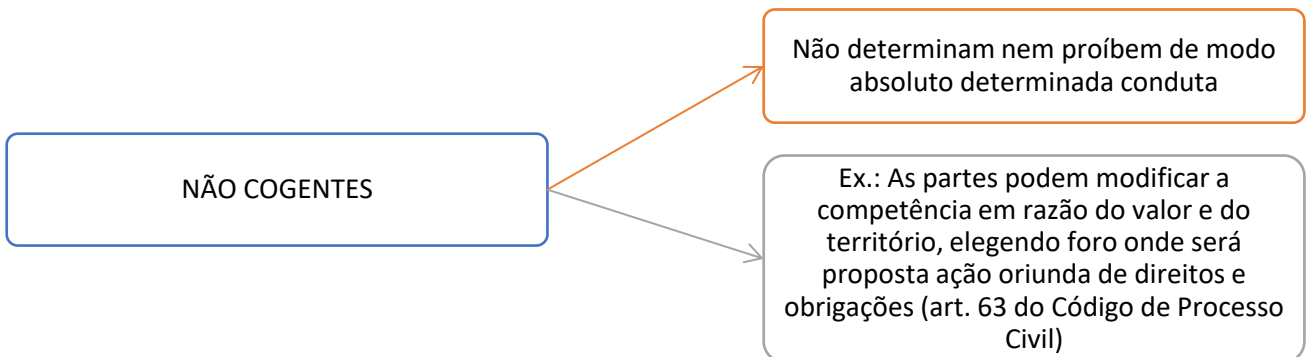 Não determinam nem proíbem de modo
absoluto determinada conduta
NÃO COGENTES
Ex.: As partes podem modificar a
competência em razão do valor e do
território, elegendo foro onde será
proposta ação oriunda de direitos e
obrigações (art. 63 do Código de Processo
Civil)